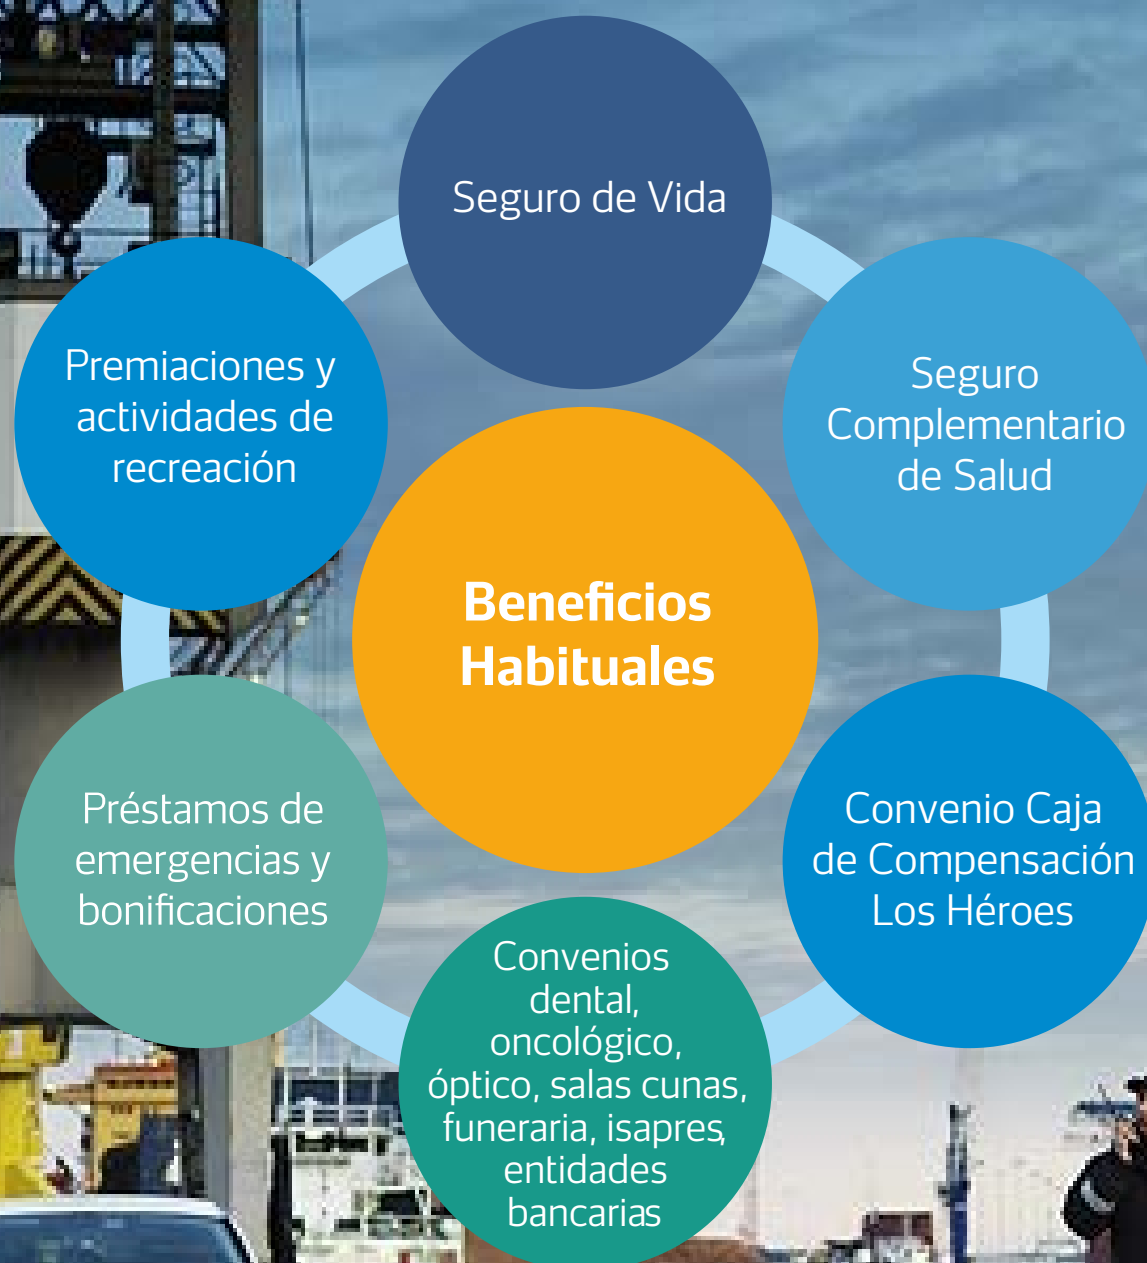 Seguro de Vida
Premiaciones y
actividades de
recreación
Seguro
Complementario
de Salud
Beneficios
Habituales
Préstamos de
emergencias y
bonificaciones
Convenio Caja
de Compensación
Los Héroes
Convenios
dental,
oncológico,
óptico, salas cunas,
funeraria, isapres,
entidades
bancarias